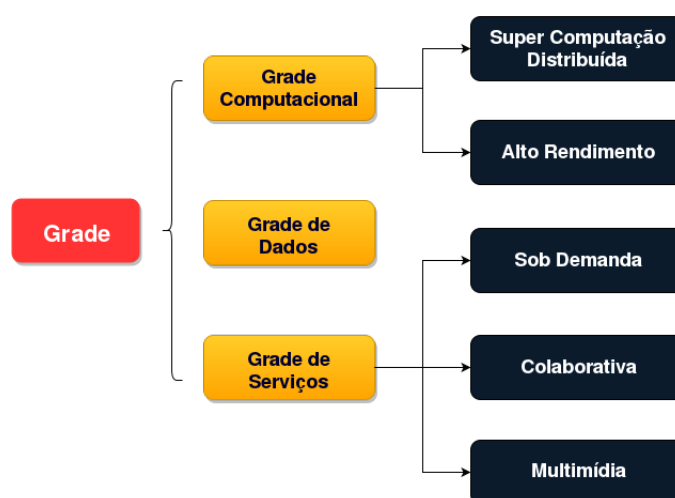 Grade
Grade
Computacional
Super Computação
Distribuída
Alto Rendimento
Grade de
Dados
Grade de
Serviços
Sob Demanda
Colaborativa
Multimídia